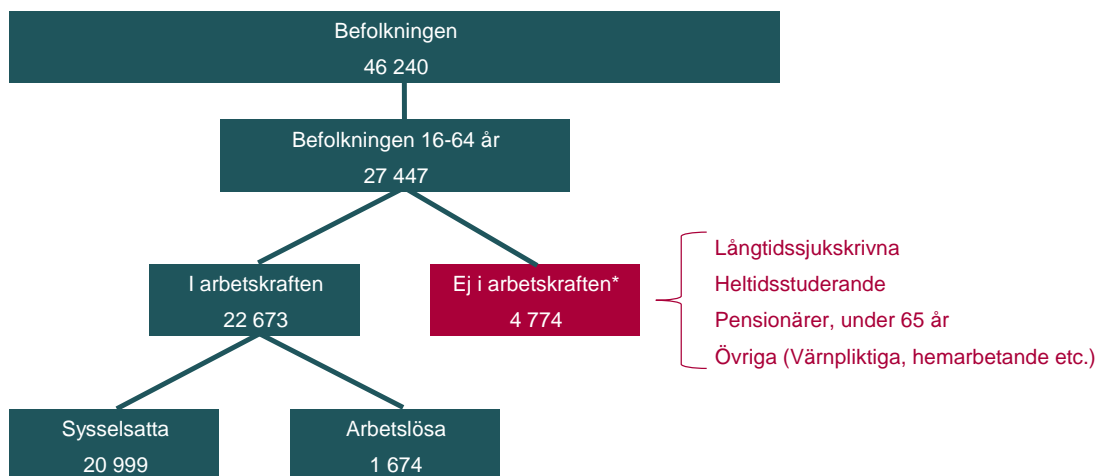 Befolkningen
46 240
Befolkningen 16-64 år
27 447
I arbetskraften
22 673
Ej i arbetskraften*
4 774
Långtidssjukskrivna
Heltidsstuderande
Pensionärer, under 65 år
Övriga (Värnpliktiga, hemarbetande etc.)
Sysselsatta
20 999
Arbetslösa
1 674